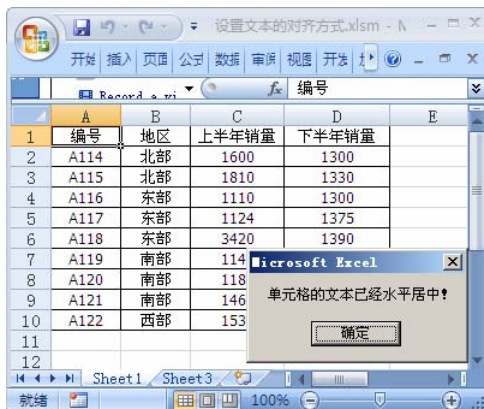 设置文本的对齐方式.xlsm - M
开始 插入 页面 公式 数据 审阅 视图 开发
fx 编号
A B C D E
1 编号 地区 上半年销量 下半年销量
2 A114 北部 1600 1300
3 A115 北部 1810 1330
4 A116 东部 1110 1300
5 A117 东部 1124 1375
6 A118 东部 3420 1390
7 A119 南部 114
8 A120 南部 118
9 A121 南部 146
10 A122 西部 153
11
12
Microsoft Excel
单元格的文本已经水平居中!
确定
Sheet1 Sheet3
就绪 100%